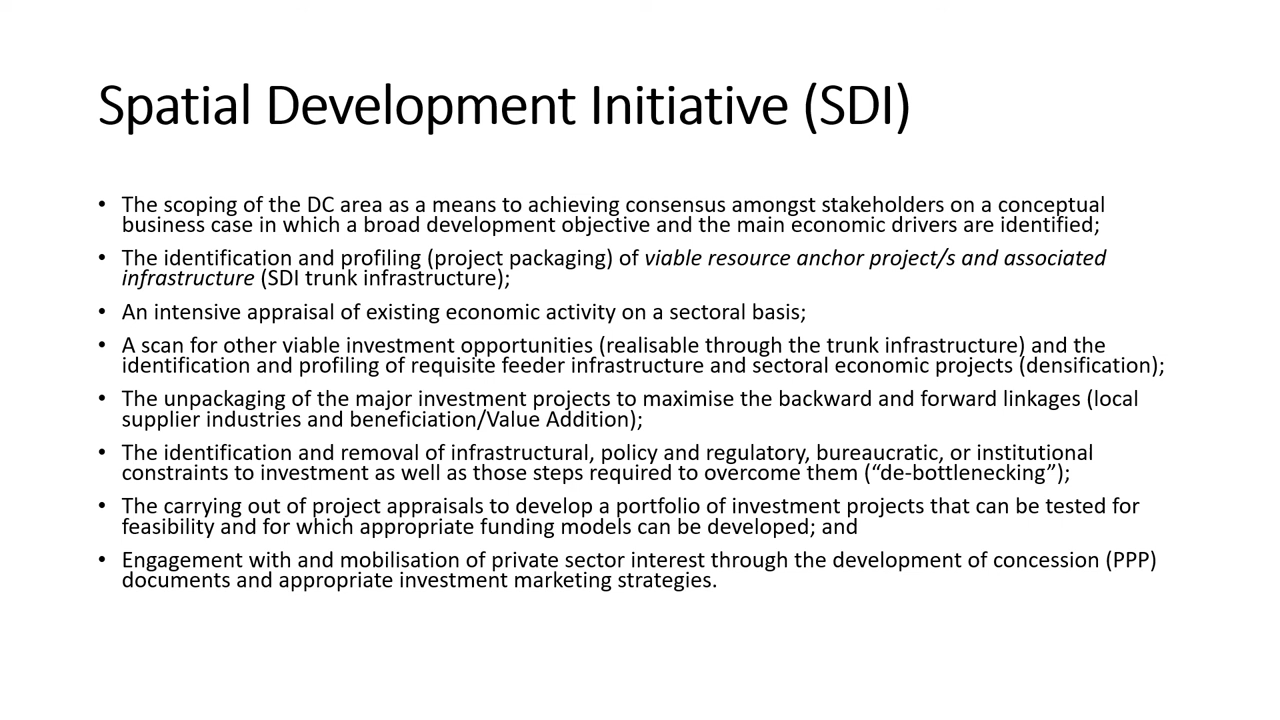 Spatial Development Initiative (SDI)
• The scoping of the DC area as a means to achieving consensus amongst stakeholders on a conceptual
business case in which a broad development objective and the main economic drivers are identified;
• The identification and profiling (project packaging) of viable resource anchor project/s and associated
infrastructure (SDI trunk infrastructure);
• An intensive appraisal of existing economic activity on a sectoral basis;
• A scan for other viable investment opportunities (realisable through the trunk infrastructure) and the
identification and profiling of requisite feeder infrastructure and sectoral economic projects (densification);
• The unpackaging of the major investment projects to maximise the backward and forward linkages (local
supplier industries and beneficiation/Value Addition);
• The identification and removal of infrastructural, policy and regulatory, bureaucratic, or institutional
constraints to investment as well as those steps required to overcome them (“de-bottlenecking”);
• The carrying out of project appraisals to develop a portfolio of investment projects that can be tested for
feasibility and for which appropriate funding models can be developed; and
• Engagement with and mobilisation of private sector interest through the development of concession (PPP)
documents and appropriate investment marketing strategies.